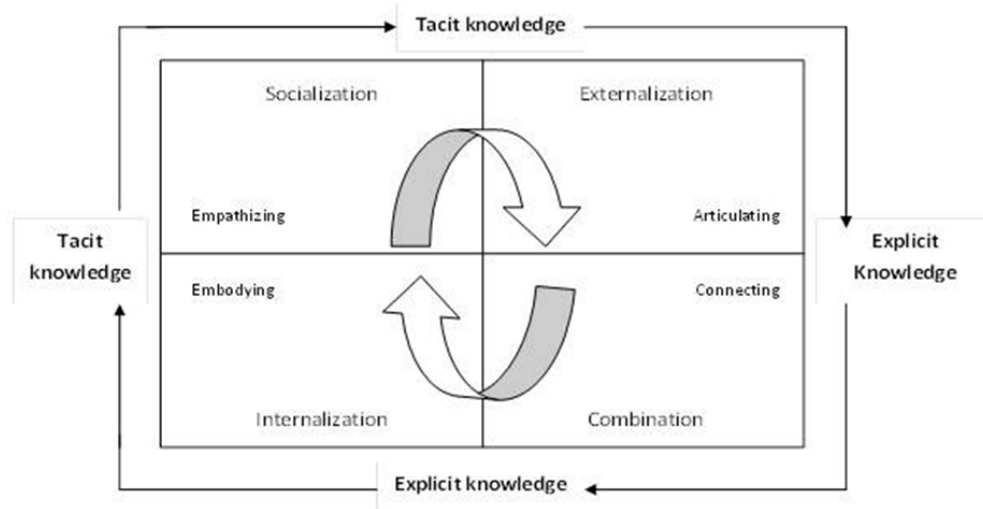 Tacit knowledge
Socialization
Externalization
Empathizing
Articulating
Tacit
knowledge
Explicit
Knowledge
Embodying
Connecting
Internalization
Combination
Explicit knowledge